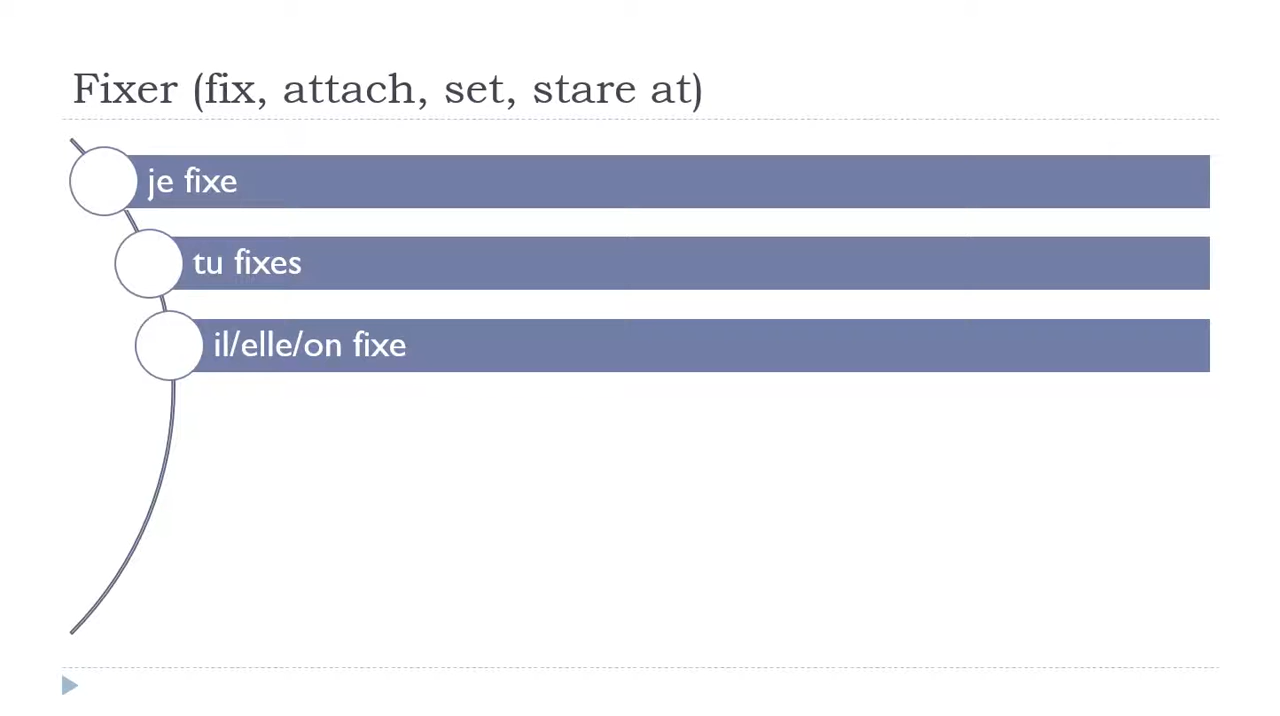 Fixer (fix, attach, set, stare at)
je fixe
tu fixes
il/elle/on fixe